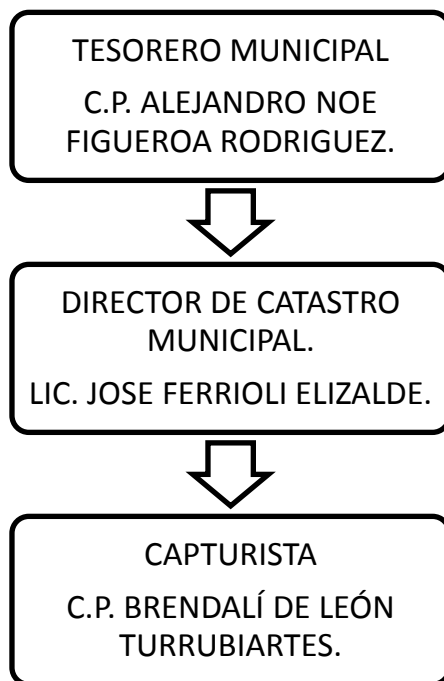 TESORERO MUNICIPAL
C.P. ALEJANDRO NOE
FIGUEROA RODRIGUEZ.
DIRECTOR DE CATASTRO
MUNICIPAL.
LIC. JOSE FERRIOLI ELIZALDE.
CAPTURISTA
C.P. BRENDALÍ DE LEÓN
TURRUBIARTES.